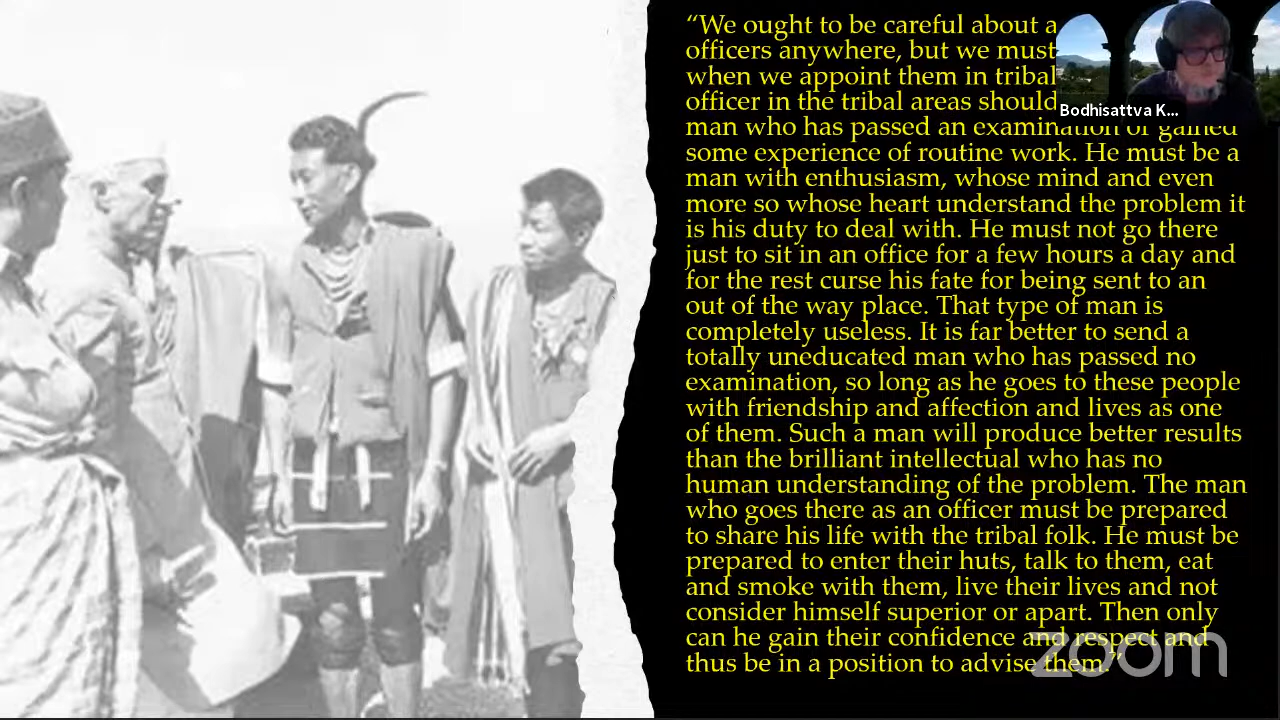 “We ought to be careful about a
officers anywhere, but we must
when we appoint them in tribal
officer in the tribal areas should
man who has passed an examination or gained
some experience of routine work. He must be a
man with enthusiasm, whose mind and even
more so whose heart understand the problem it
is his duty to deal with. He must not go there
just to sit in an office for a few hours a day and
for the rest curse his fate for being sent to an
out of the way place. That type of man is
completely useless. It is far better to send a
totally uneducated man who has passed no
examination, so long as he goes to these people
with friendship and affection and lives as one
of them. Such a man will produce better results
than the brilliant intellectual who has no
human understanding of the problem. The man
who goes there as an officer must be prepared
to share his life with the tribal folk. He must be
prepared to enter their huts, talk to them, eat
and smoke with them, live their lives and not
consider himself superior or apart. Then only
can he gain their confidence and respect and
thus be in a position to advise them.”
Bodhisattva K...
zoom